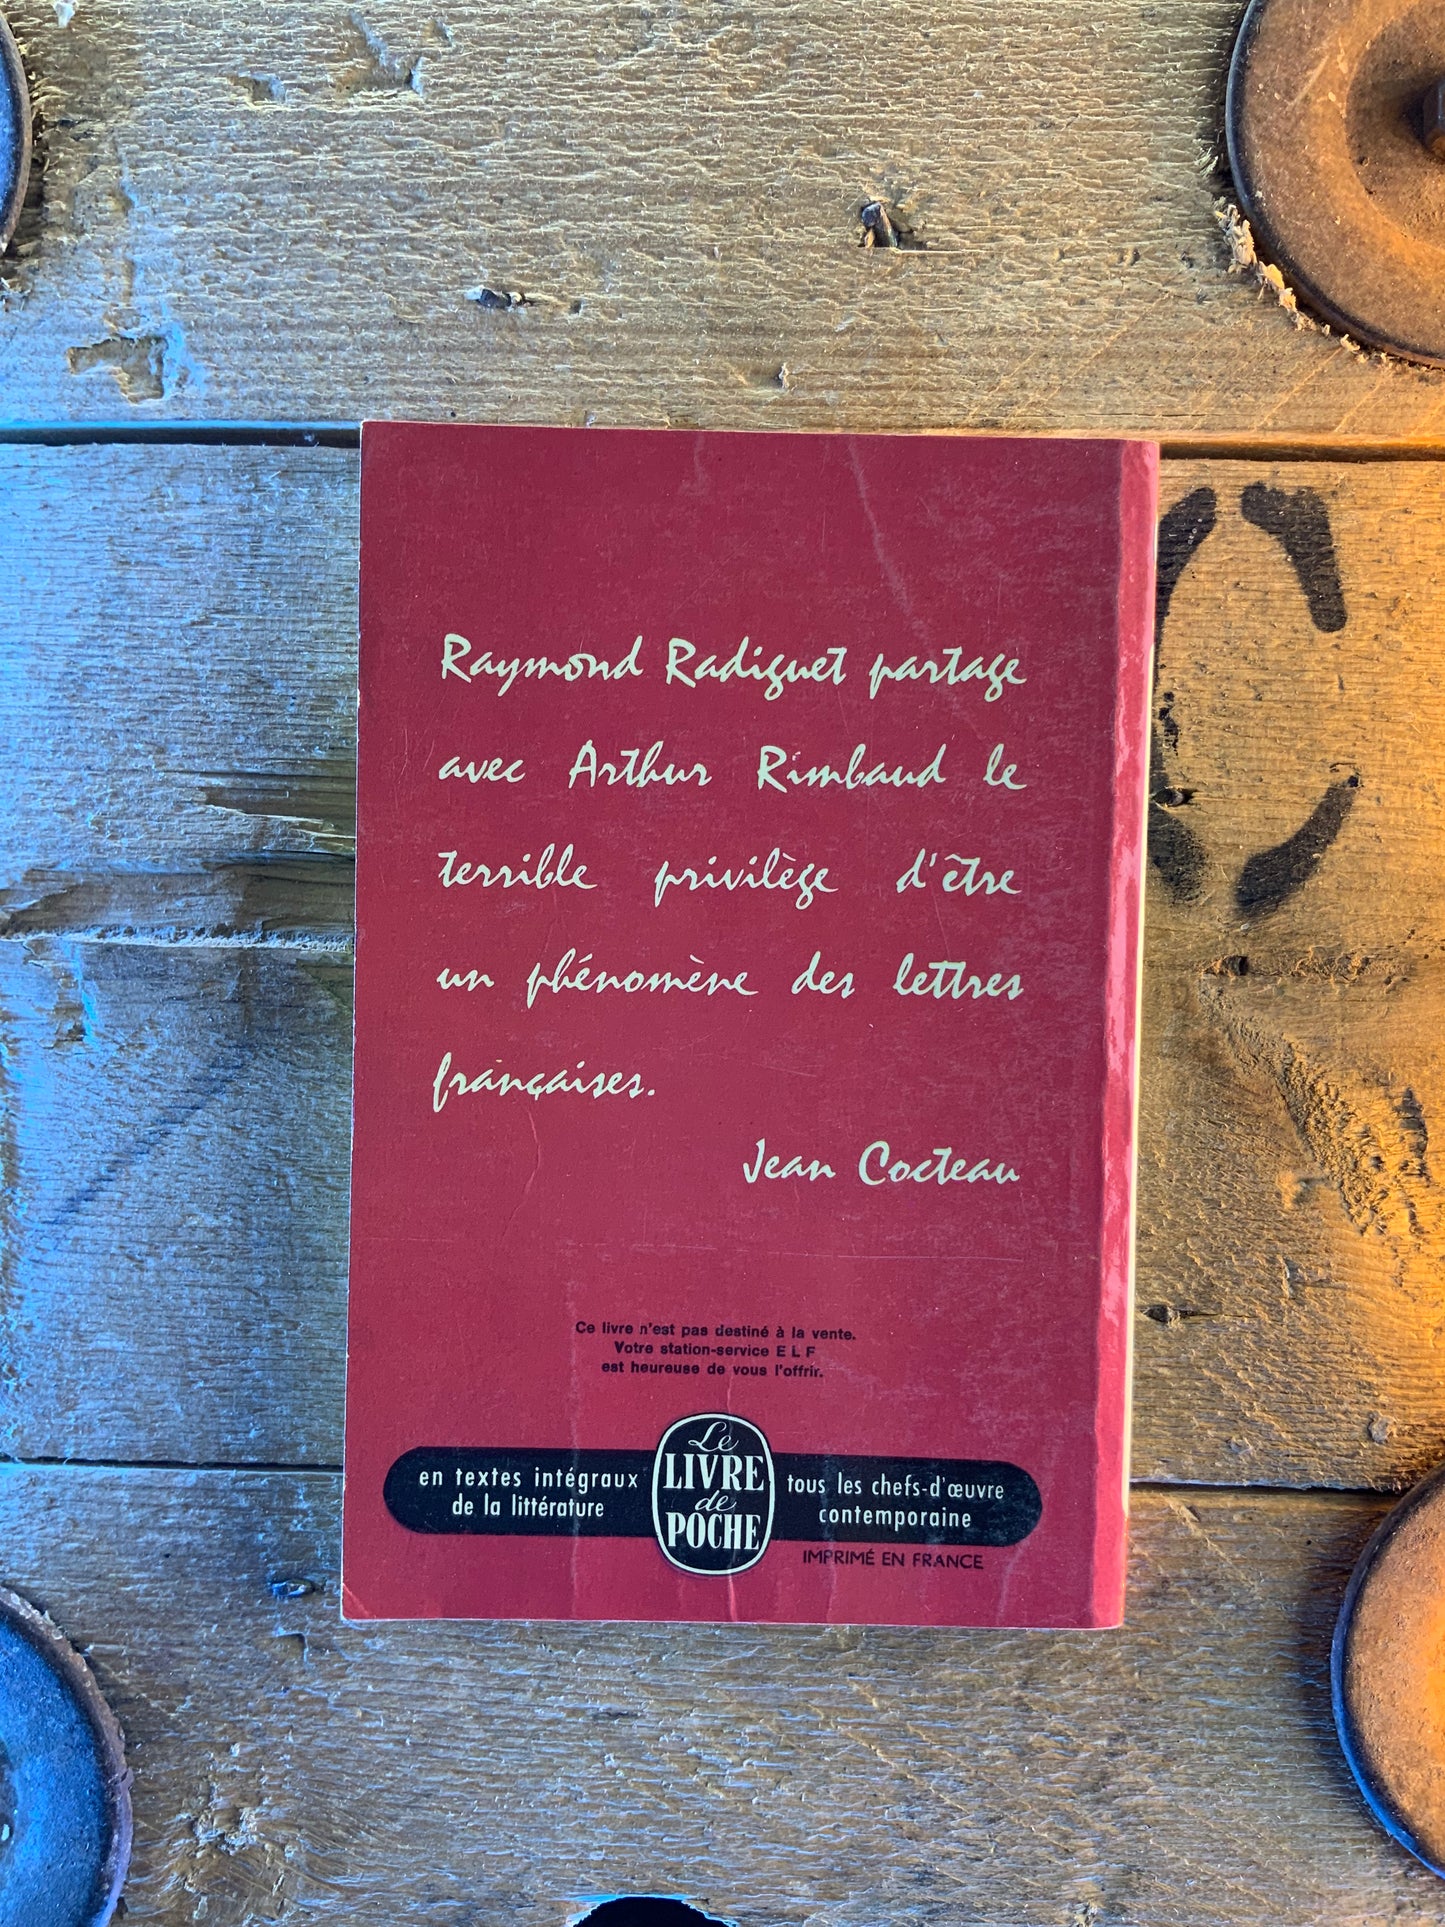 Raymond Radiguet partage
avec Arthur Rimbaud le
terrible privilège d'être
un phénomène des lettres
françaises.
Jean Cocteau
Ce livre n'est pas destiné à la vente.
Votre station-service E L F
est heureuse de vous l'offrir.
en textes intégraux
de la littérature
Le
LIVRE
de
POCHE
tous les chefs-d'œuvre
contemporaine
IMPRIMÉ EN FRANCE